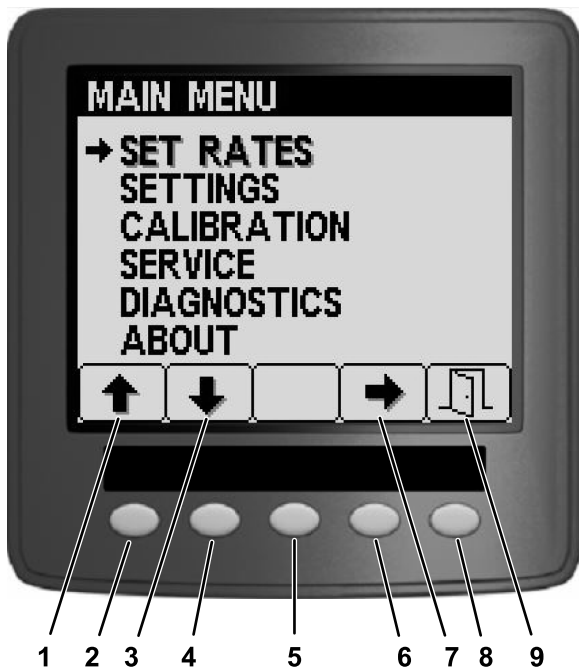 MAIN MENU
SET RATES
SETTINGS
CALIBRATION
SERVICE
DIAGNOSTICS
ABOUT
1 2 3 4 5 6 7 8 9